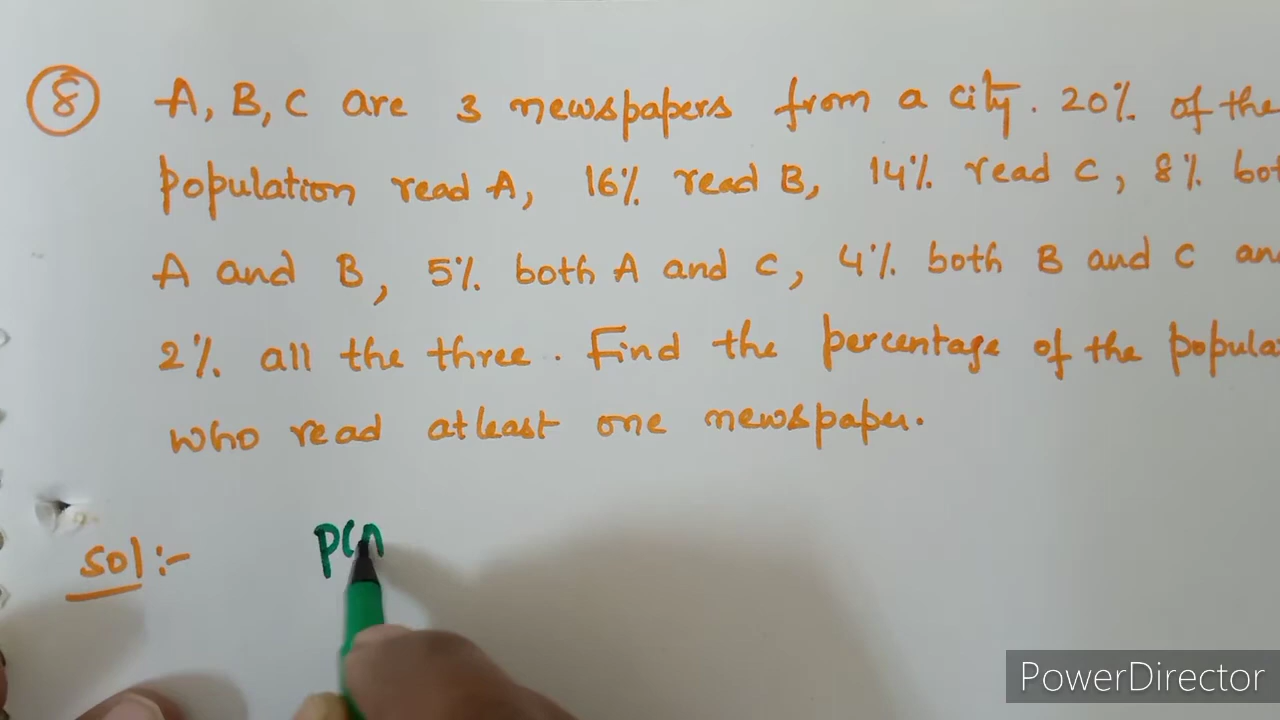 8 A, B, C are 3 newspapers from a city. 20% of the
population read A, 16% read B, 14% read C, 8% bot
A and B, 5% both A and C, 4% both B and C an
2% all the three. Find the percentage of the popula
who read atleast one newspaper.
Sol:- P(A
PowerDirector